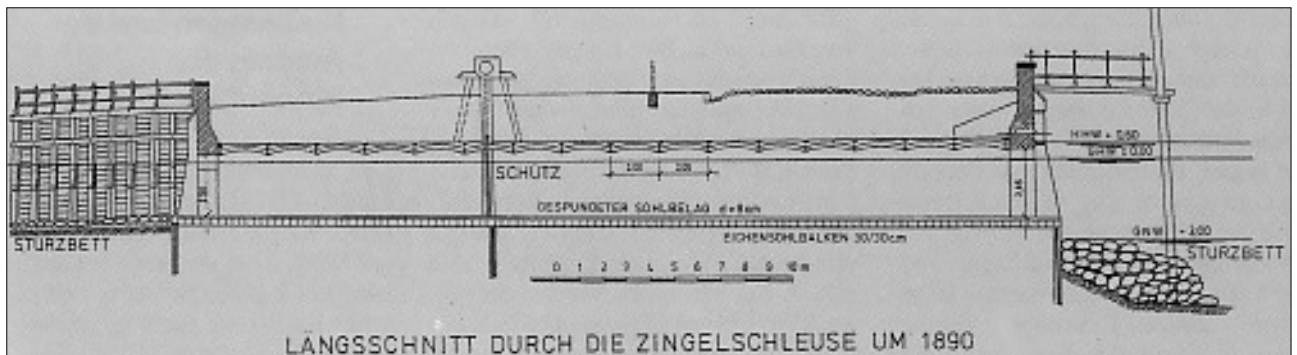 HHW + 0,60
GHW ± 0,00
SCHÜTZ
GESPUNDETER SOHLBELAG d=8cm
STURZBETT
EICHENSOHLBALKEN 30/30cm
GNW - 2,00
STURZBETT
0 1 2 3 4 5 6 7 8 9 10m
LÄNGSSCHNITT DURCH DIE ZINGELSCHLEUSE UM 1890